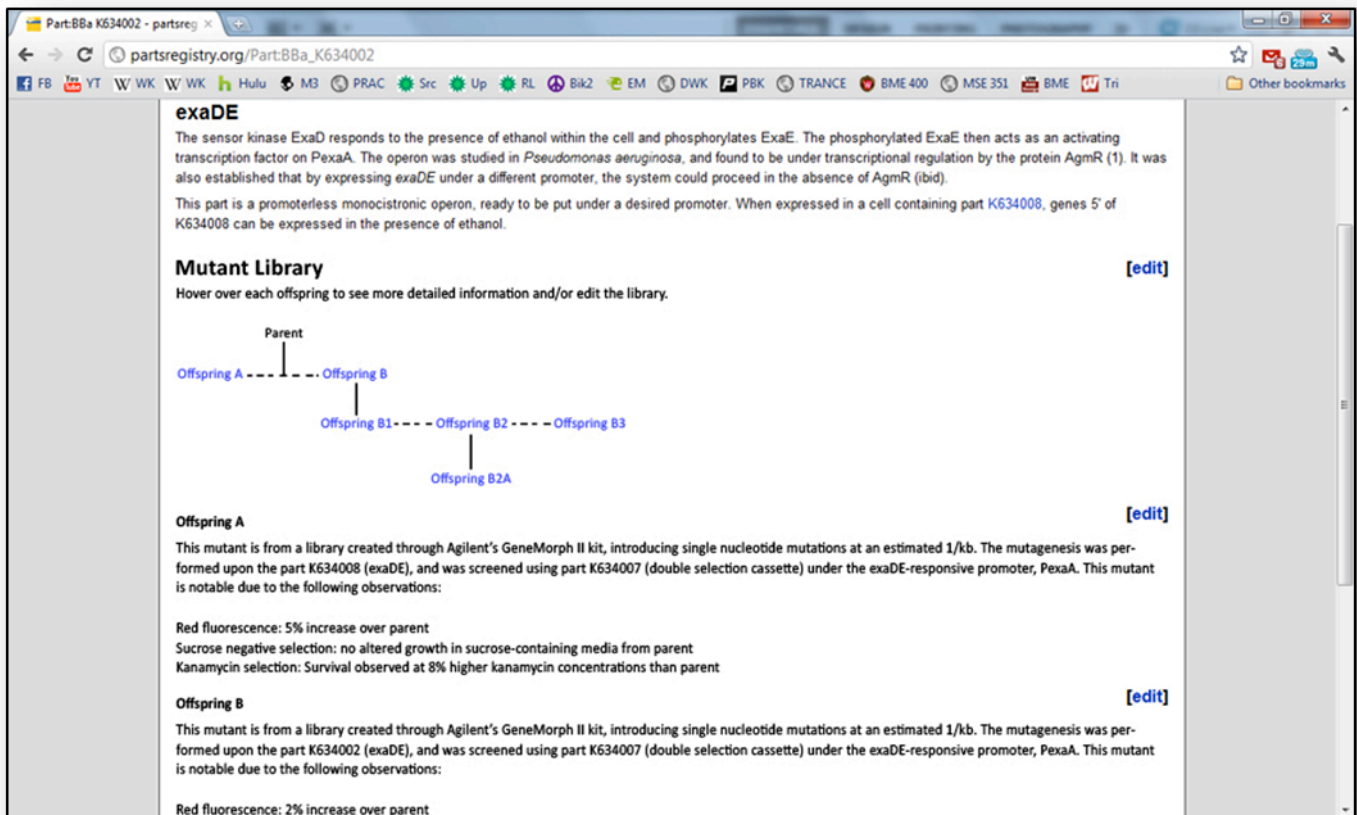 Part:BBa K634002 - partsreg ×
partsregistry.org/Part:BBa_K634002
29m
FB You Tube YT W WK W WK h Hulu M3 PRAC Src Up RL Bik2 EM DWK P PBK TRANCE BME 400 MSE 351 BME Tri Other bookmarks
exaDE
The sensor kinase ExaD responds to the presence of ethanol within the cell and phosphorylates ExaE. The phosphorylated ExaE then acts as an activating
transcription factor on PexaA. The operon was studied in Pseudomonas aeruginosa, and found to be under transcriptional regulation by the protein AgmR (1). It was
also established that by expressing exaDE under a different promoter, the system could proceed in the absence of AgmR (ibid).
This part is a promoterless monocistronic operon, ready to be put under a desired promoter. When expressed in a cell containing part K634008, genes 5' of
K634008 can be expressed in the presence of ethanol.
Mutant Library [edit]
Hover over each offspring to see more detailed information and/or edit the library.
Parent
Offspring A Offspring B
Offspring B1 Offspring B2 Offspring B3
Offspring B2A
Offspring A [edit]
This mutant is from a library created through Agilent's GeneMorph II kit, introducing single nucleotide mutations at an estimated 1/kb. The mutagenesis was per-
formed upon the part K634008 (exaDE), and was screened using part K634007 (double selection cassette) under the exaDE-responsive promoter, PexaA. This mutant
is notable due to the following observations:
Red fluorescence: 5% increase over parent
Sucrose negative selection: no altered growth in sucrose-containing media from parent
Kanamycin selection: Survival observed at 8% higher kanamycin concentrations than parent
Offspring B [edit]
This mutant is from a library created through Agilent's GeneMorph II kit, introducing single nucleotide mutations at an estimated 1/kb. The mutagenesis was per-
formed upon the part K634002 (exaDE), and was screened using part K634007 (double selection cassette) under the exaDE-responsive promoter, PexaA. This mutant
is notable due to the following observations:
Red fluorescence: 2% increase over parent